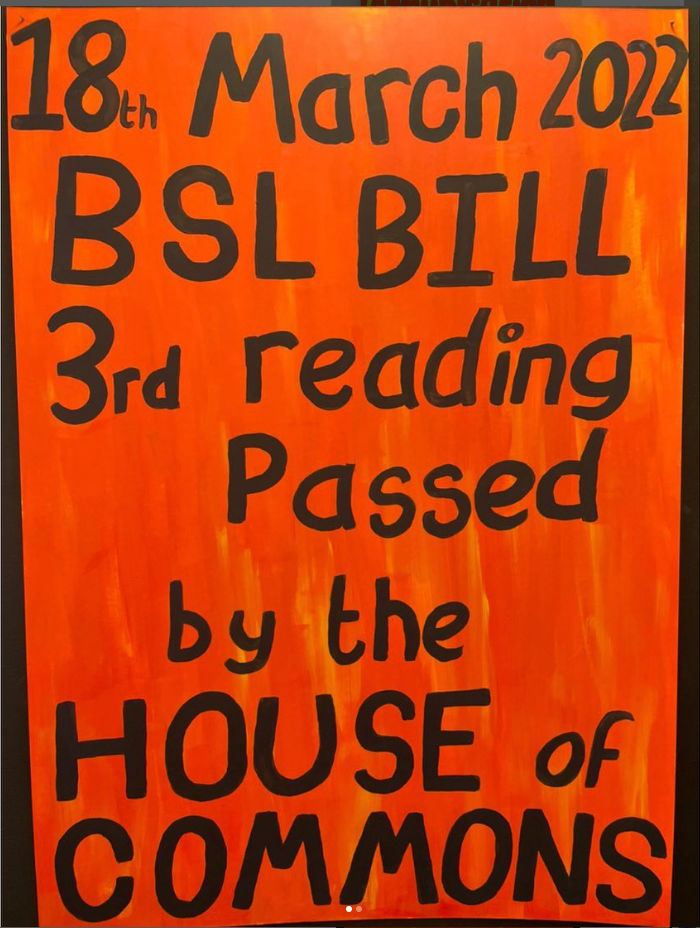 18th March 2022
BSL BILL
3rd reading
Passed
by the
HOUSE of
COMMONS